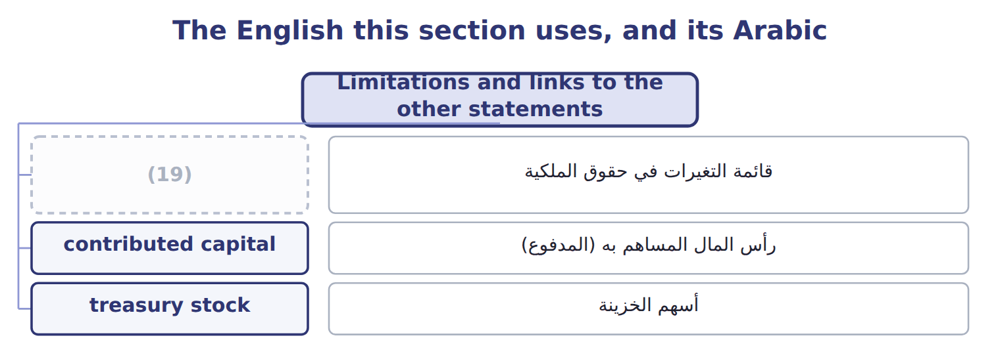 The English this section uses, and its Arabic
Limitations and links to the
other statements
(19)
قائمة التغيرات في حقوق الملكية
contributed capital
رأس المال المساهم به (المدفوع)
treasury stock
أسهم الخزينة